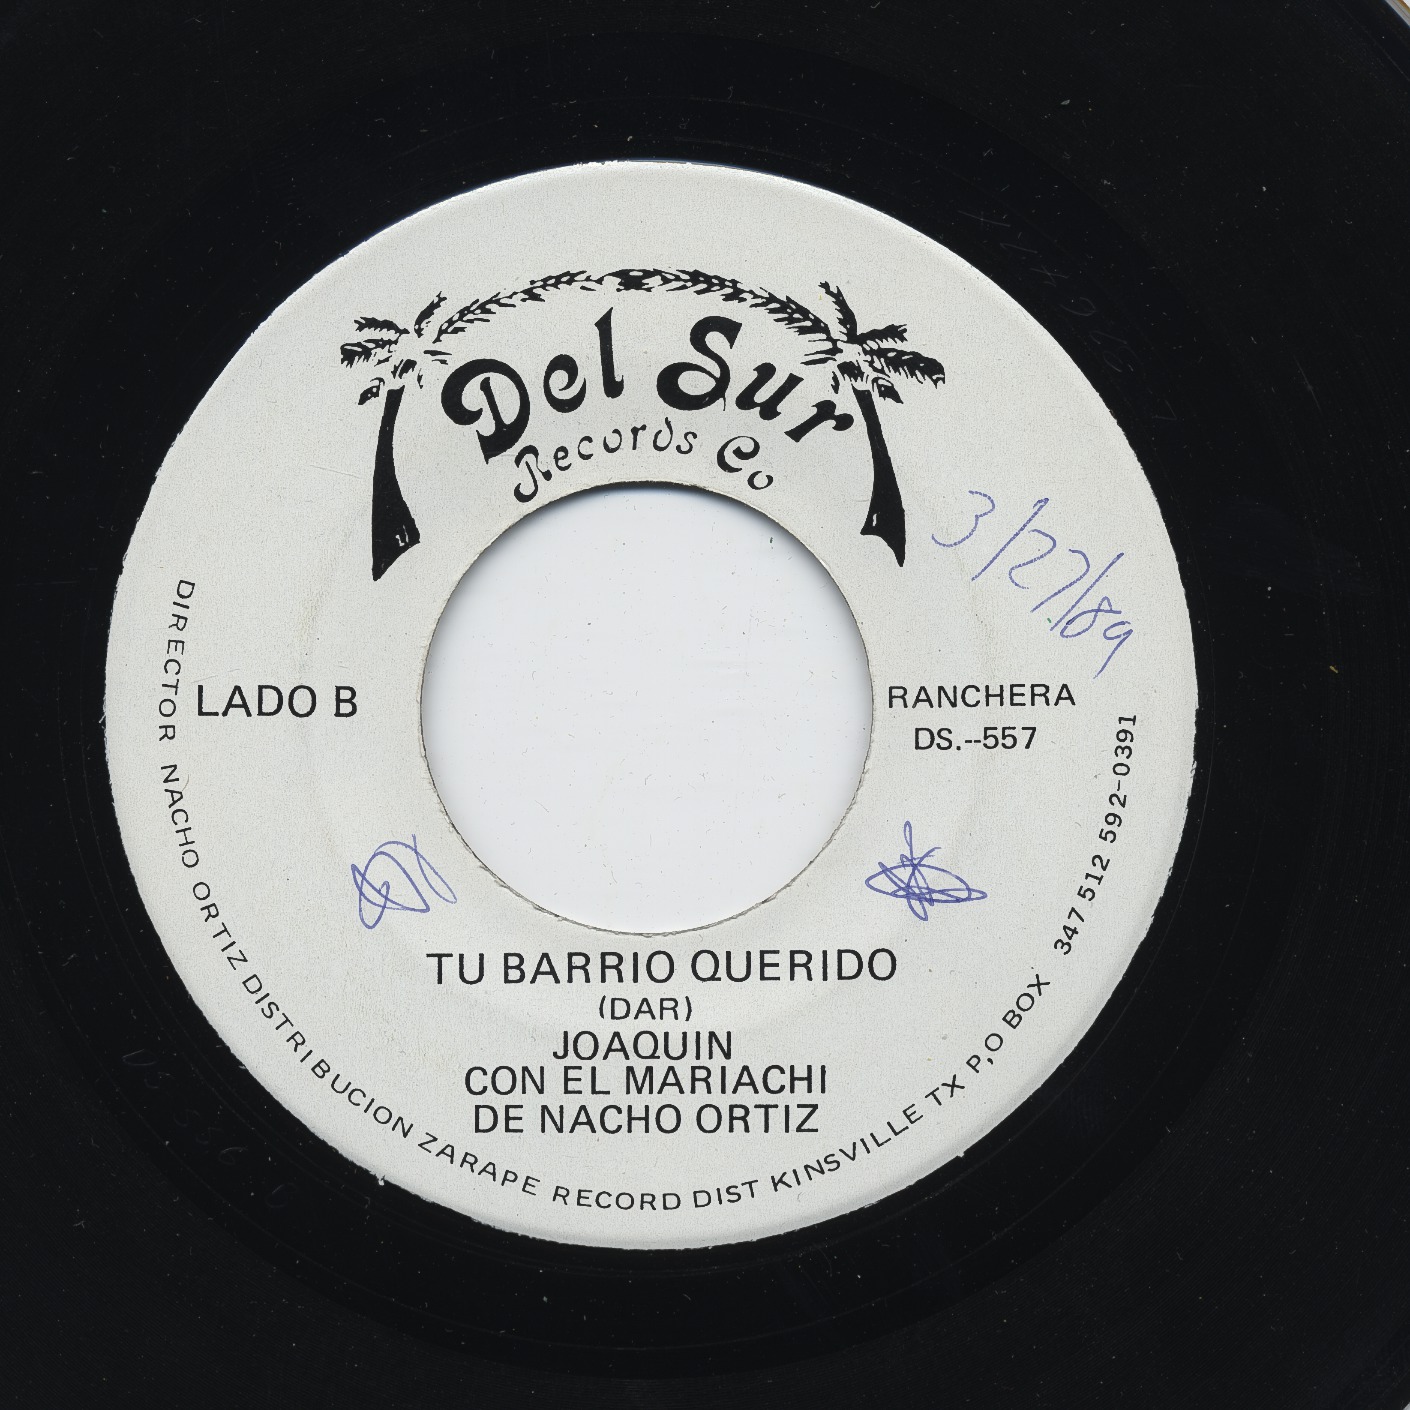 Del Sur
Records Co
3/27/89
LADO B
RANCHERA
DS.--557
TU BARRIO QUERIDO
(DAR)
JOAQUIN
CON EL MARIACHI
DE NACHO ORTIZ
DIRECTOR NACHO ORTIZ DISTRIBUCION ZARAPE RECORD DIST KINSVILLE TX P,O BOX 347 512 592-0391